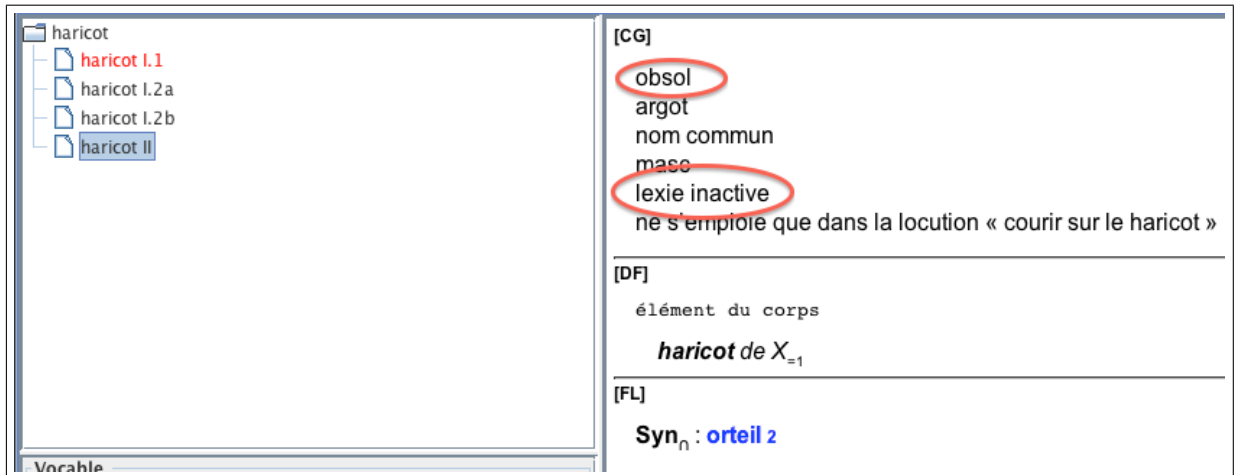 haricot
haricot I.1
haricot I.2a
haricot I.2b
haricot II
Vocable
[CG]
obsol
argot
nom commun
masc
lexie inactive
ne s'emploie que dans la locution « courir sur le haricot »
[DF]
élément du corps
haricot de X=1
[FL]
Syn∩ : orteil 2